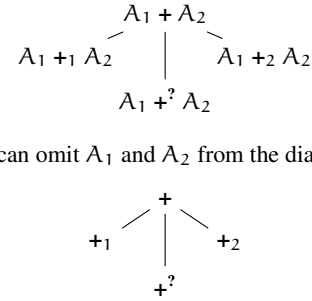 A₁ + A₂
A₁ +₁ A₂ A₁ +₂ A₂
A₁ +? A₂
can omit A₁ and A₂ from the dia
+
+₁ +₂
+?